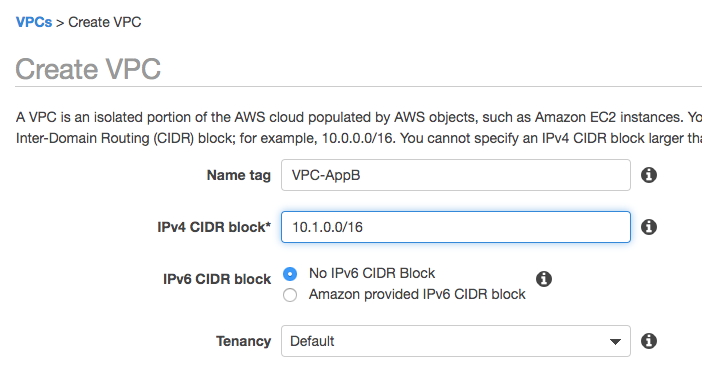 VPCs > Create VPC
Create VPC
A VPC is an isolated portion of the AWS cloud populated by AWS objects, such as Amazon EC2 instances. Yo
Inter-Domain Routing (CIDR) block; for example, 10.0.0.0/16. You cannot specify an IPv4 CIDR block larger tha
Name tag VPC-AppB
IPv4 CIDR block* 10.1.0.0/16
IPv6 CIDR block No IPv6 CIDR Block
Amazon provided IPv6 CIDR block
Tenancy Default